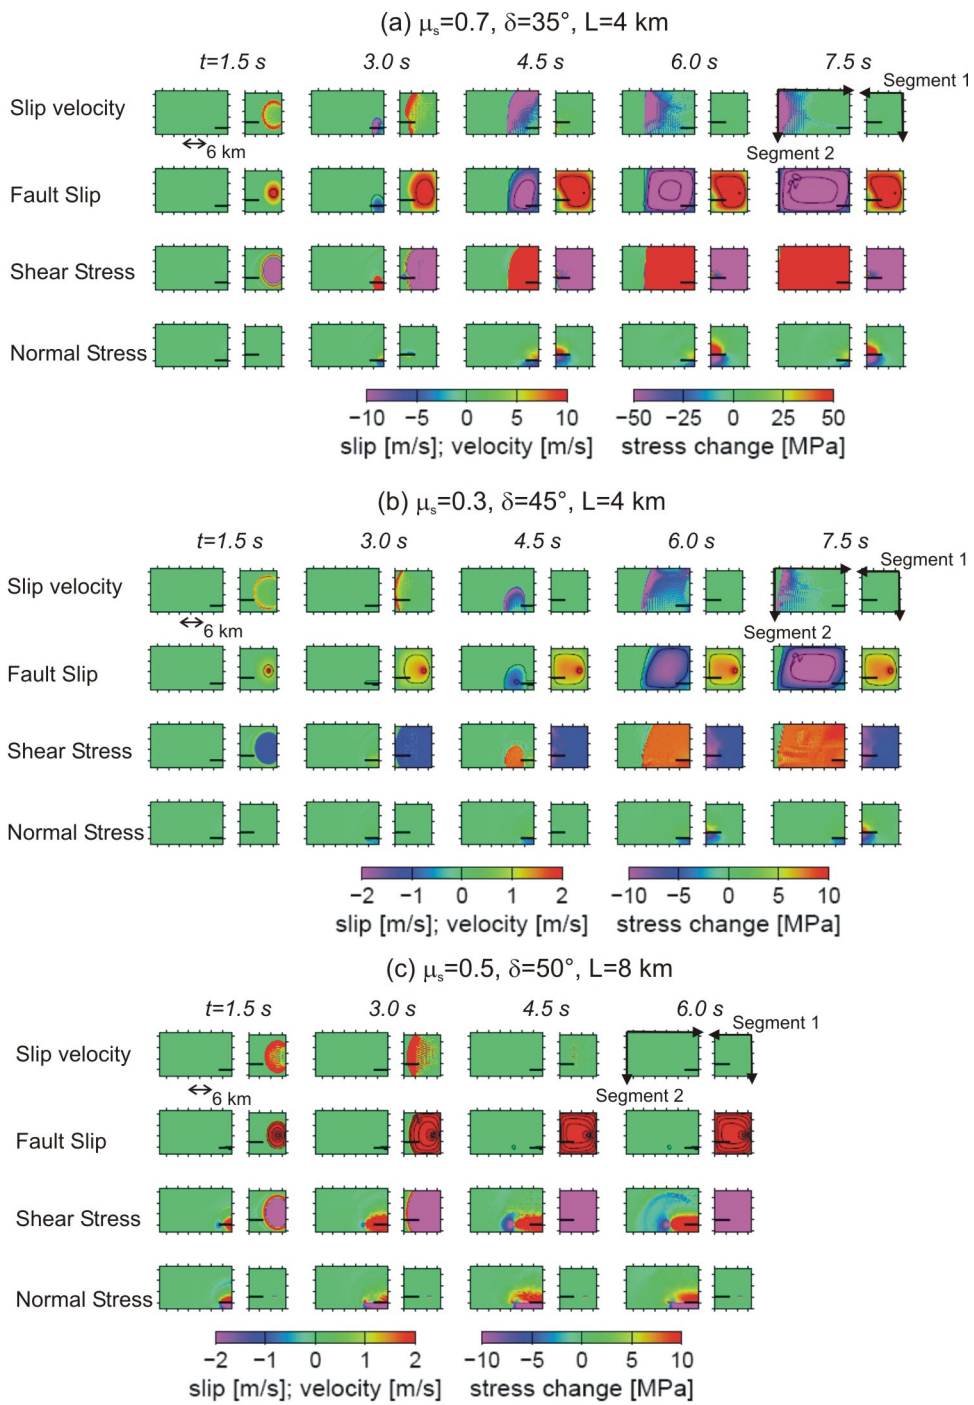 (a) μs=0.7, δ=35°, L=4 km
t=1.5 s 3.0 s 4.5 s 6.0 s 7.5 s
Segment 1
Slip velocity
6 km
Segment 2
Fault Slip
Shear Stress
Normal Stress
−10 −5 0 5 10 −50 −25 0 25 50
slip [m/s]; velocity [m/s] stress change [MPa]
(b) μs=0.3, δ=45°, L=4 km
t=1.5 s 3.0 s 4.5 s 6.0 s 7.5 s
Segment 1
Slip velocity
6 km
Segment 2
Fault Slip
Shear Stress
Normal Stress
−2 −1 0 1 2 −10 −5 0 5 10
slip [m/s]; velocity [m/s] stress change [MPa]
(c) μs=0.5, δ=50°, L=8 km
t=1.5 s 3.0 s 4.5 s 6.0 s
Segment 1
Slip velocity
6 km
Segment 2
Fault Slip
Shear Stress
Normal Stress
−2 −1 0 1 2 −10 −5 0 5 10
slip [m/s]; velocity [m/s] stress change [MPa]